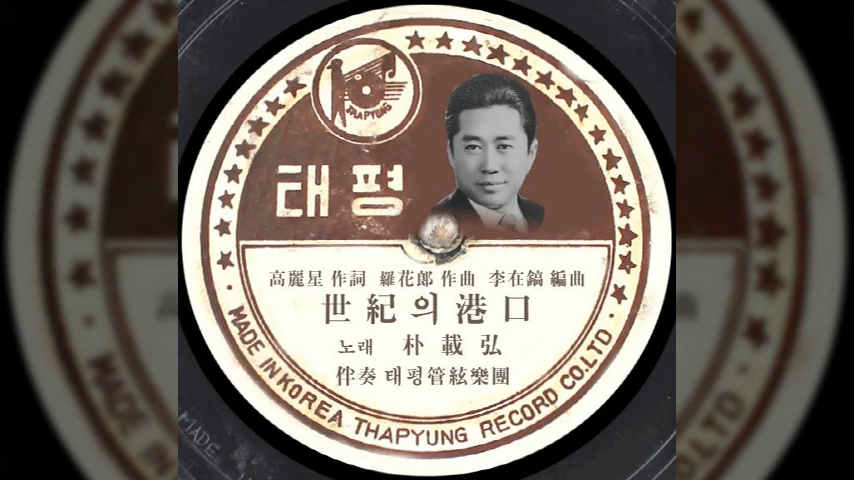 THAPYUNG
태평
高麗星 作詞 羅花郎 作曲 李在鎬 編曲
世紀의 港口
노래 朴載弘
伴奏 태평管絃樂團
MADE IN KOREA THAPYUNG RECORD CO.LTD.
MADE